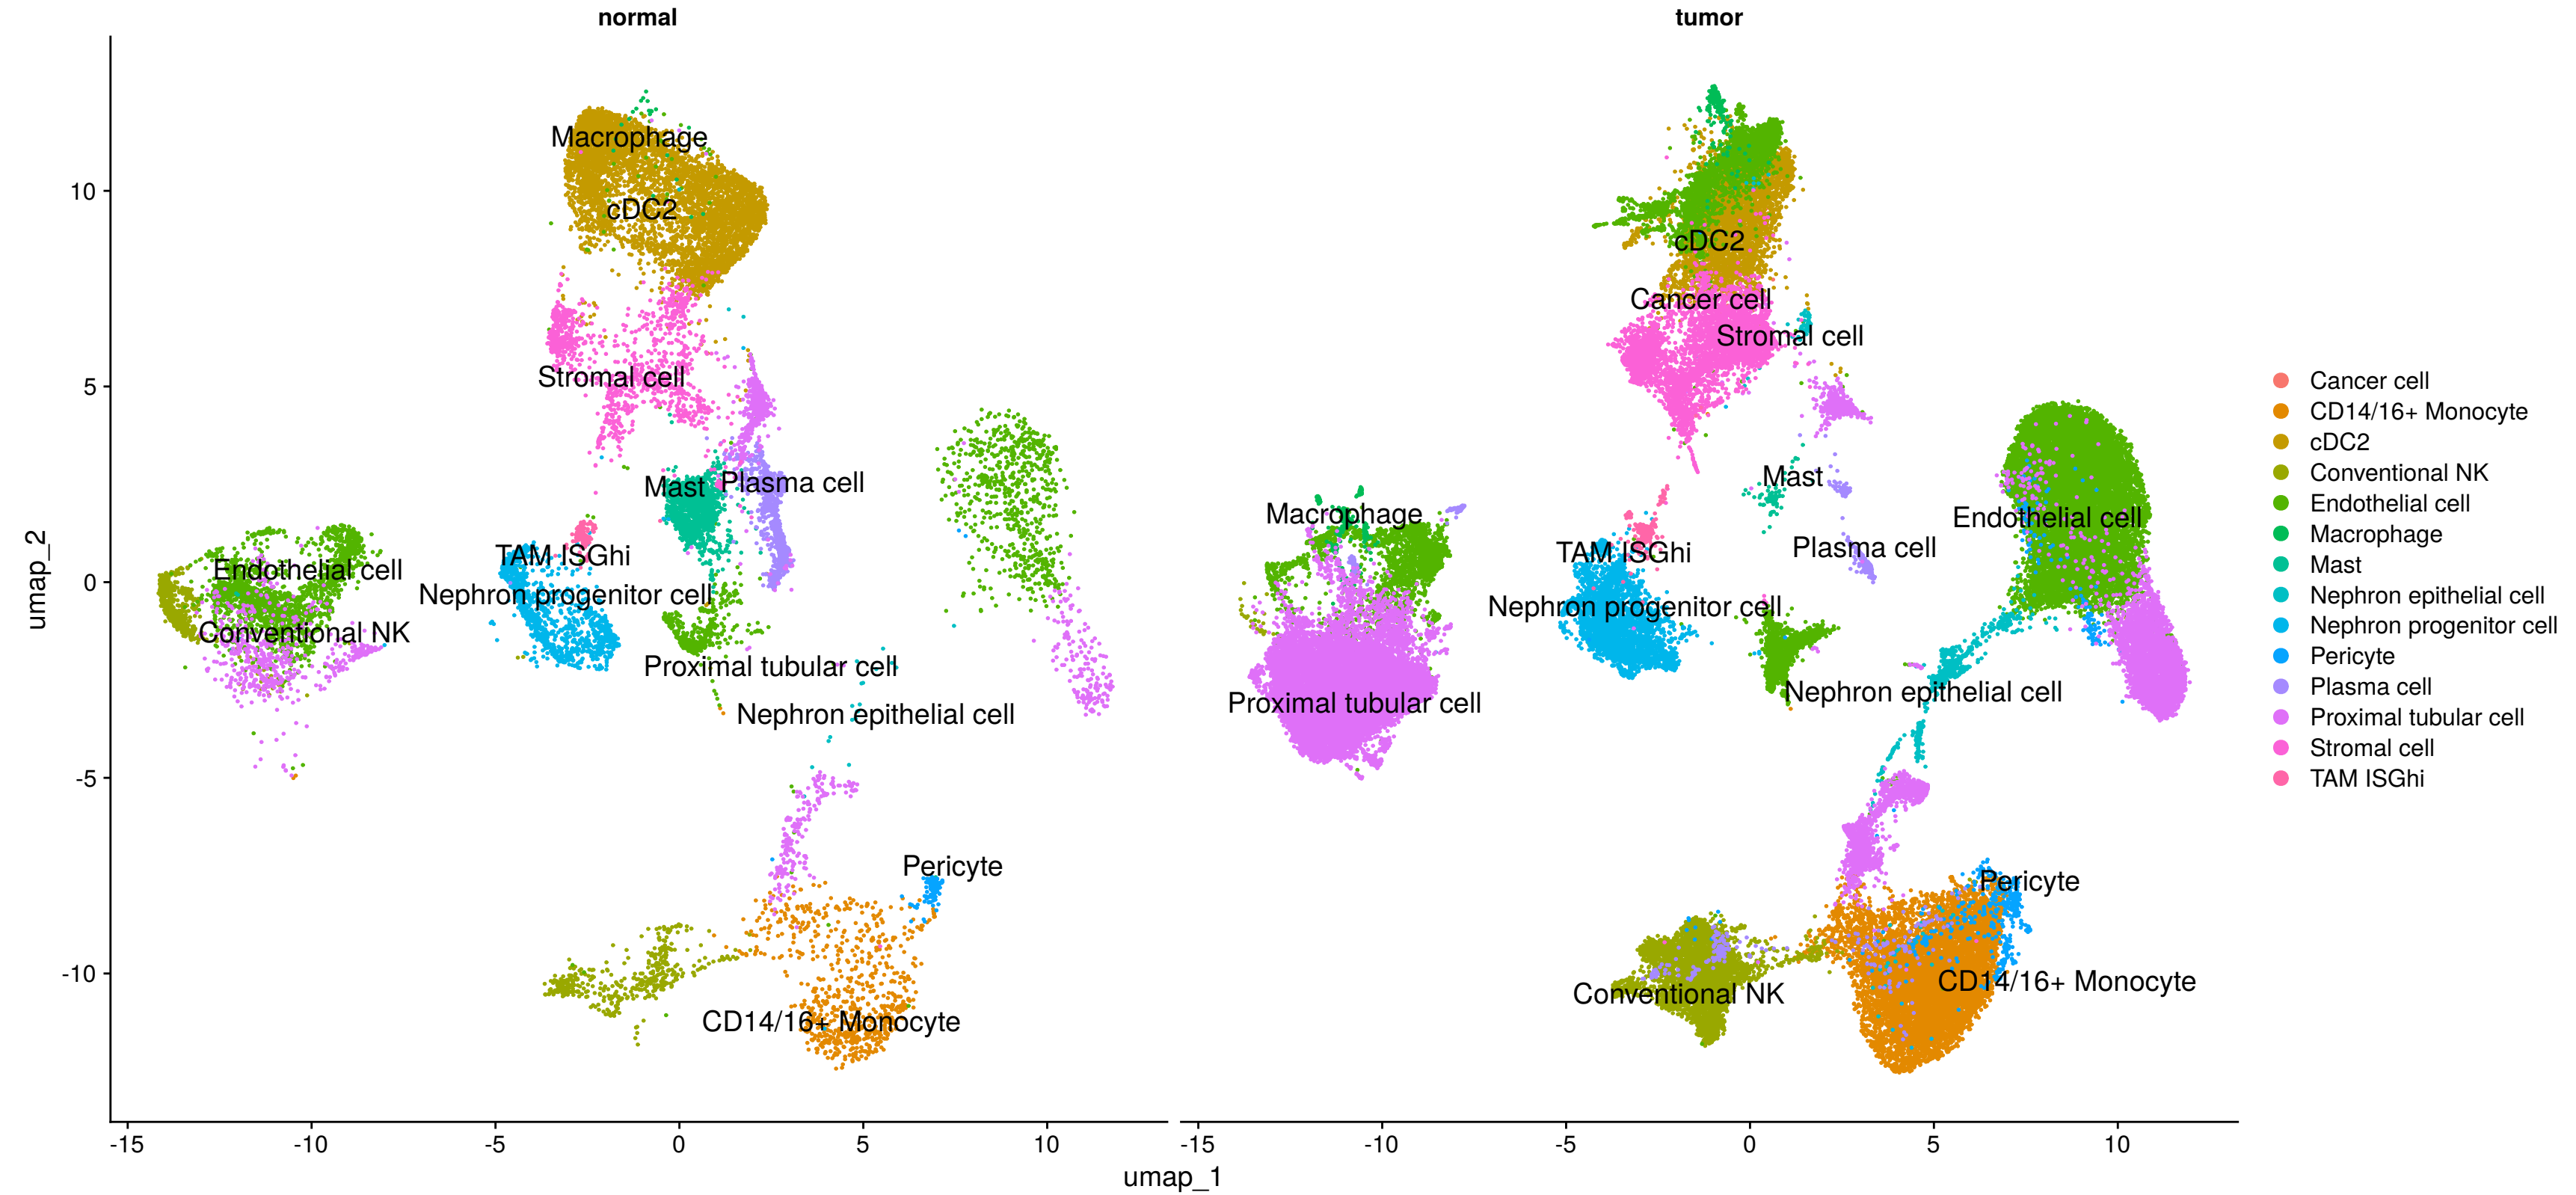 normal
tumor
Macrophage
cDC2
Stromal cell
Mast
Plasma cell
TAM ISGhi
Endothelial cell
Nephron progenitor cell
Conventional NK
Proximal tubular cell
Nephron epithelial cell
Pericyte
CD14/16+ Monocyte
cDC2
Cancer cell
Stromal cell
Mast
Macrophage
Endothelial cell
Plasma cell
TAM ISGhi
Nephron progenitor cell
Nephron epithelial cell
Proximal tubular cell
Pericyte
CD14/16+ Monocyte
Conventional NK
10
5
0
-5
-10
umap_2
-15 -10 -5 0 5 10
-15 -10 -5 0 5 10
umap_1
Cancer cell
CD14/16+ Monocyte
cDC2
Conventional NK
Endothelial cell
Macrophage
Mast
Nephron epithelial cell
Nephron progenitor cell
Pericyte
Plasma cell
Proximal tubular cell
Stromal cell
TAM ISGhi